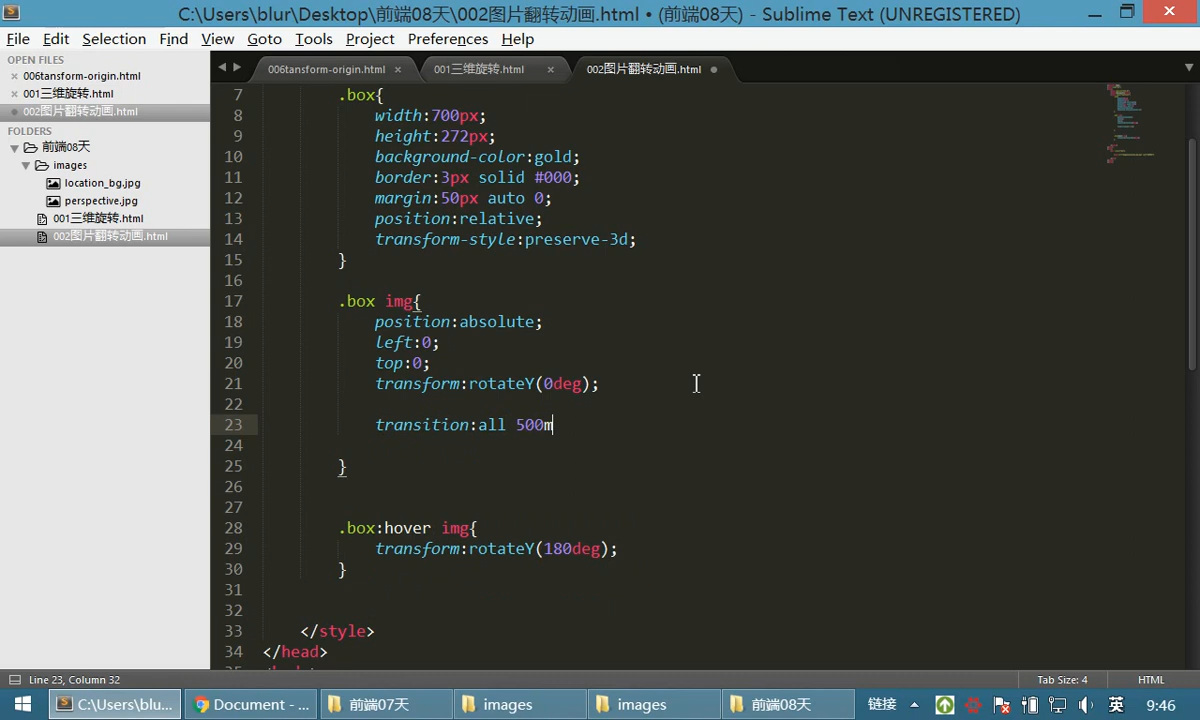 C:\Users\blur\Desktop\前端08天\002图片翻转动画.html • (前端08天) - Sublime Text (UNREGISTERED)
File Edit Selection Find View Goto Tools Project Preferences Help
OPEN FILES
006tansform-origin.html
001三维旋转.html
002图片翻转动画.html
FOLDERS
前端08天
images
location_bg.jpg
perspective.jpg
001三维旋转.html
002图片翻转动画.html
006tansform-origin.html 001三维旋转.html 002图片翻转动画.html
7 .box{
8 width:700px;
9 height:272px;
10 background-color:gold;
11 border:3px solid #000;
12 margin:50px auto 0;
13 position:relative;
14 transform-style:preserve-3d;
15 }
16
17 .box img{
18 position:absolute;
19 left:0;
20 top:0;
21 transform:rotateY(0deg);
22
23 transition:all 500m
24
25 }
26
27
28 .box:hover img{
29 transform:rotateY(180deg);
30 }
31
32
33 </style>
34 </head>
Line 23, Column 32 Tab Size: 4 HTML
C:\Users\blu... Document - ... 前端07天 images images 前端08天 链接 英 9:46